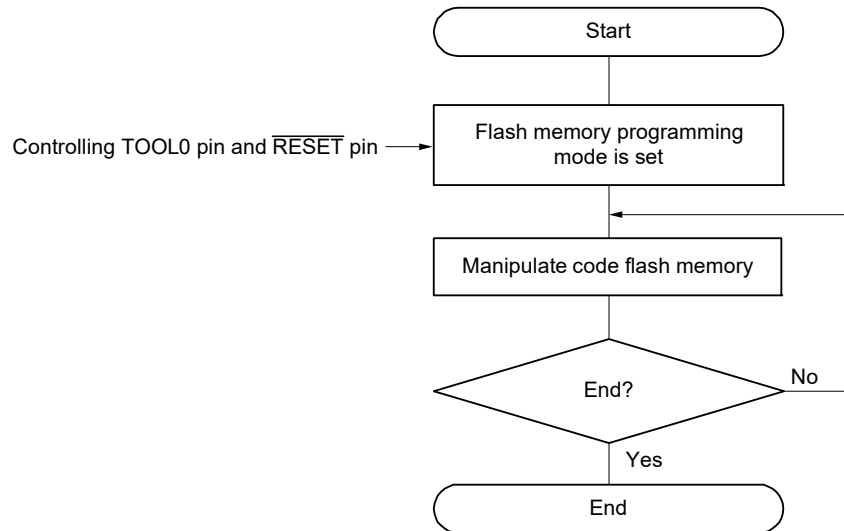 Start
Controlling TOOL0 pin and R̅E̅S̅E̅T̅ pin
Flash memory programming
mode is set
Manipulate code flash memory
End?
No
Yes
End